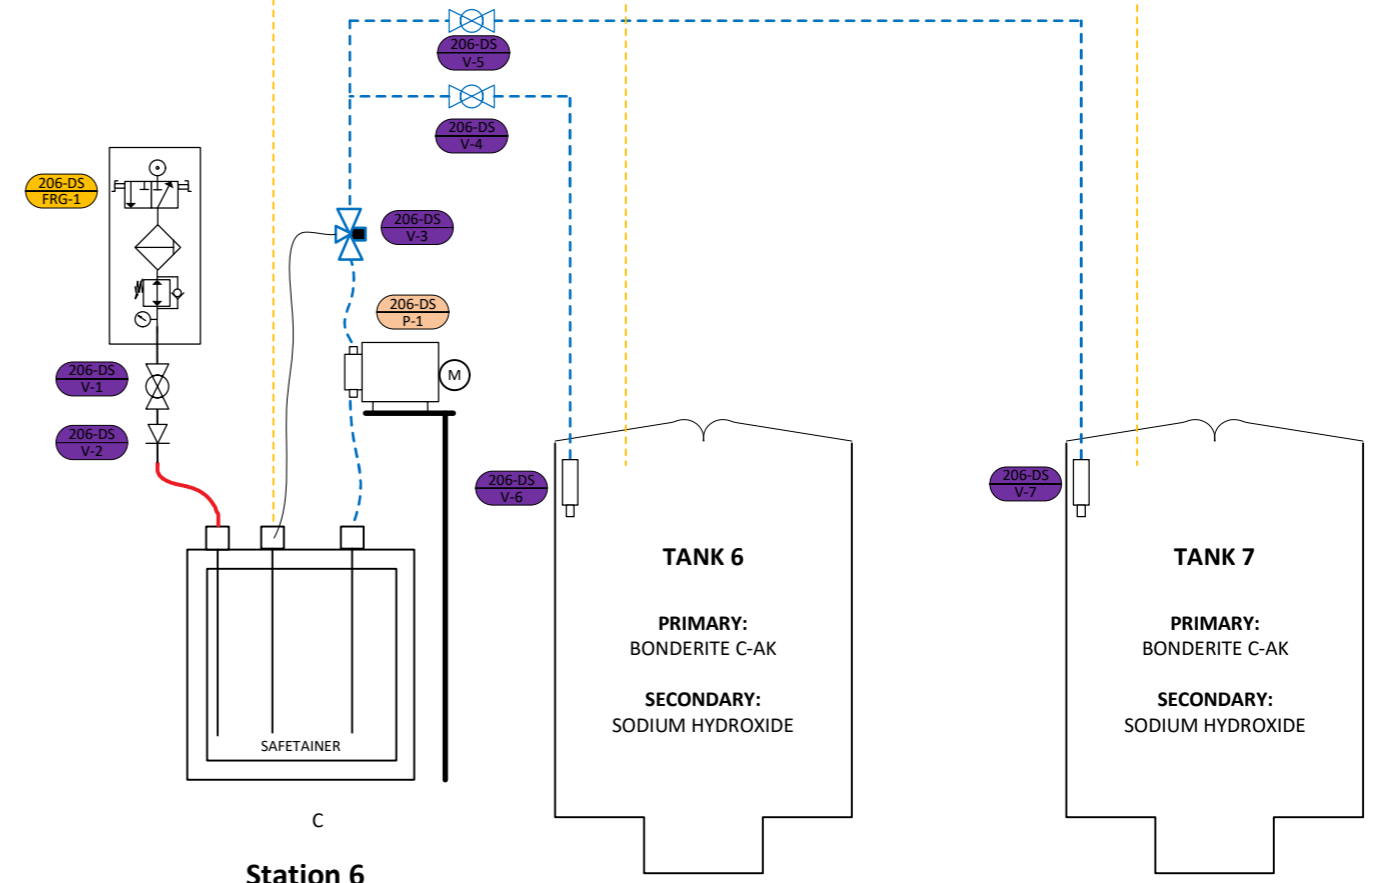 206-DS
V-5
206-DS
V-4
206-DS
FRG-1
206-DS
V-3
206-DS
P-1
M
206-DS
V-1
206-DS
V-2
206-DS
V-6
206-DS
V-7
TANK 6
PRIMARY:
BONDERITE C-AK
SECONDARY:
SODIUM HYDROXIDE
TANK 7
PRIMARY:
BONDERITE C-AK
SECONDARY:
SODIUM HYDROXIDE
SAFETAINER
C
Station 6